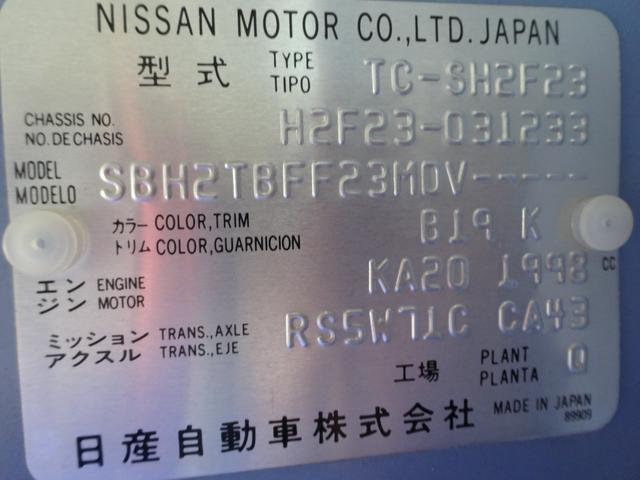 NISSAN MOTOR CO.,LTD. JAPAN
型式 TYPE TIPO TC-SH2F23
CHASSIS NO. NO. DE CHASIS H2F23-031233
MODEL MODELO SBH2TBFF23MDV-----
カラー COLOR,TRIM
トリム COLOR,GUARNICION B19 K
エンジン ENGINE MOTOR KA20 1998 CC
ミッション TRANS.,AXLE
アクスル TRANS.,EJE RS5W71C CA43
工場 PLANT PLANTA Q
日産自動車株式会社 MADE IN JAPAN
89909